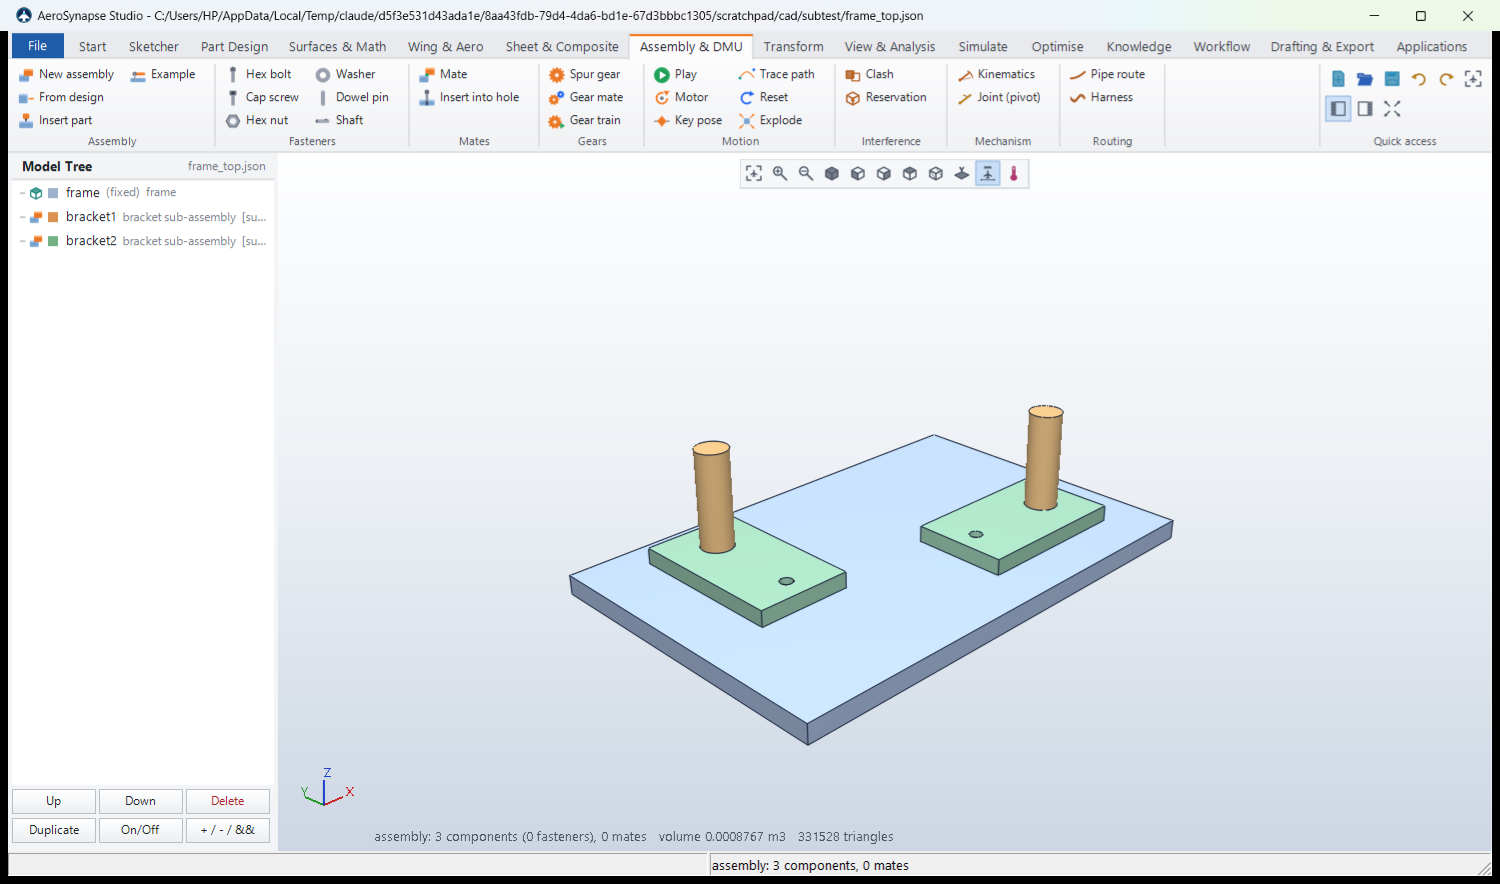 AeroSynapse Studio - C:/Users/HP/AppData/Local/Temp/claude/d5f3e531d43ada1e/8aa43fdb-79d4-4da6-bd1e-67d3bbbc1305/scratchpad/cad/subtest/frame_top.json
File Start Sketcher Part Design Surfaces & Math Wing & Aero Sheet & Composite Assembly & DMU Transform View & Analysis Simulate Optimise Knowledge Workflow Drafting & Export Applications
New assembly Example Hex bolt Washer Mate Spur gear Play Trace path Clash Kinematics Pipe route
From design Cap screw Dowel pin Insert into hole Gear mate Motor Reset Reservation Joint (pivot) Harness
Insert part Hex nut Shaft Gear train Key pose Explode
Assembly Fasteners Mates Gears Motion Interference Mechanism Routing Quick access
Model Tree frame_top.json
frame (fixed) frame
bracket1 bracket sub-assembly [su...
bracket2 bracket sub-assembly [su...
Z
Y X
Up Down Delete
Duplicate On/Off + / - / &&
assembly: 3 components (0 fasteners), 0 mates volume 0.0008767 m3 331528 triangles
assembly: 3 components, 0 mates